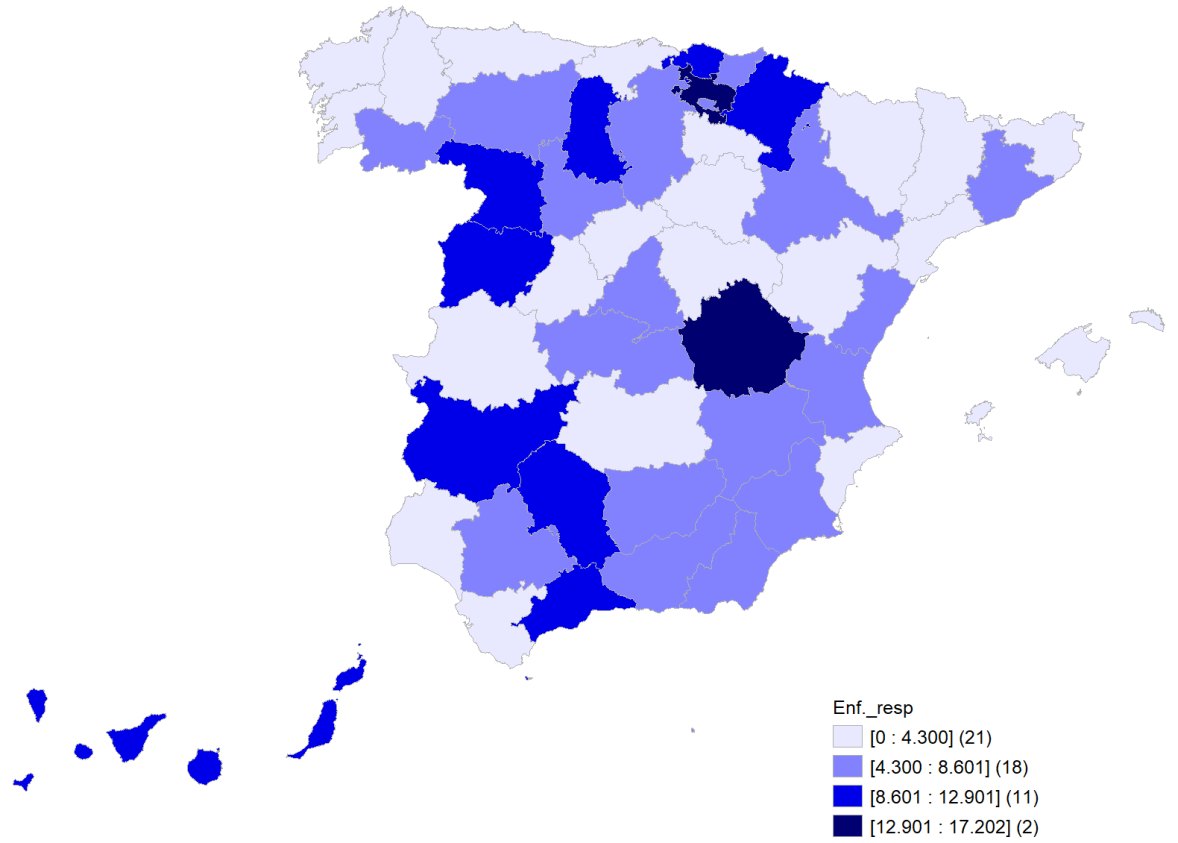 Enf._resp
[0 : 4.300] (21)
[4.300 : 8.601] (18)
[8.601 : 12.901] (11)
[12.901 : 17.202] (2)